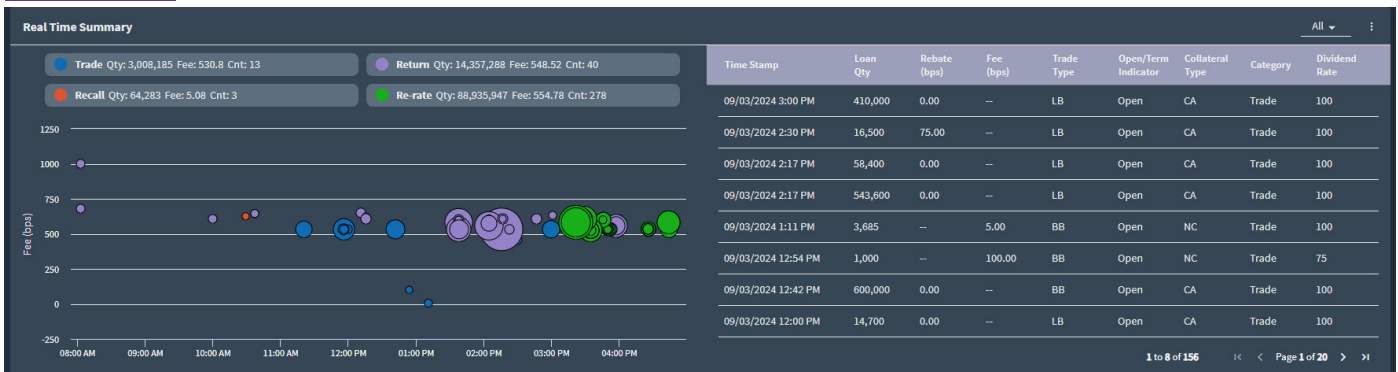 Real Time Summary
All
Trade Qty: 3,008,185 Fee: 530.8 Cnt: 13
Return Qty: 14,357,288 Fee: 548.52 Cnt: 40
Recall Qty: 64,283 Fee: 5.08 Cnt: 3
Re-rate Qty: 88,935,947 Fee: 554.78 Cnt: 278
Fee (bps)
1250
1000
750
500
250
0
-250
08:00 AM 09:00 AM 10:00 AM 11:00 AM 12:00 PM 01:00 PM 02:00 PM 03:00 PM 04:00 PM
Time Stamp Loan Qty Rebate (bps) Fee (bps) Trade Type Open/Term Indicator Collateral Type Category Dividend Rate
09/03/2024 3:00 PM 410,000 0.00 -- LB Open CA Trade 100
09/03/2024 2:30 PM 16,500 75.00 -- LB Open CA Trade 100
09/03/2024 2:17 PM 58,400 0.00 -- LB Open CA Trade 100
09/03/2024 2:17 PM 543,600 0.00 -- LB Open CA Trade 100
09/03/2024 1:11 PM 3,685 -- 5.00 BB Open NC Trade 100
09/03/2024 12:54 PM 1,000 -- 100.00 BB Open NC Trade 75
09/03/2024 12:42 PM 600,000 0.00 -- BB Open CA Trade 100
09/03/2024 12:00 PM 14,700 0.00 -- LB Open CA Trade 100
1 to 8 of 156 Page 1 of 20